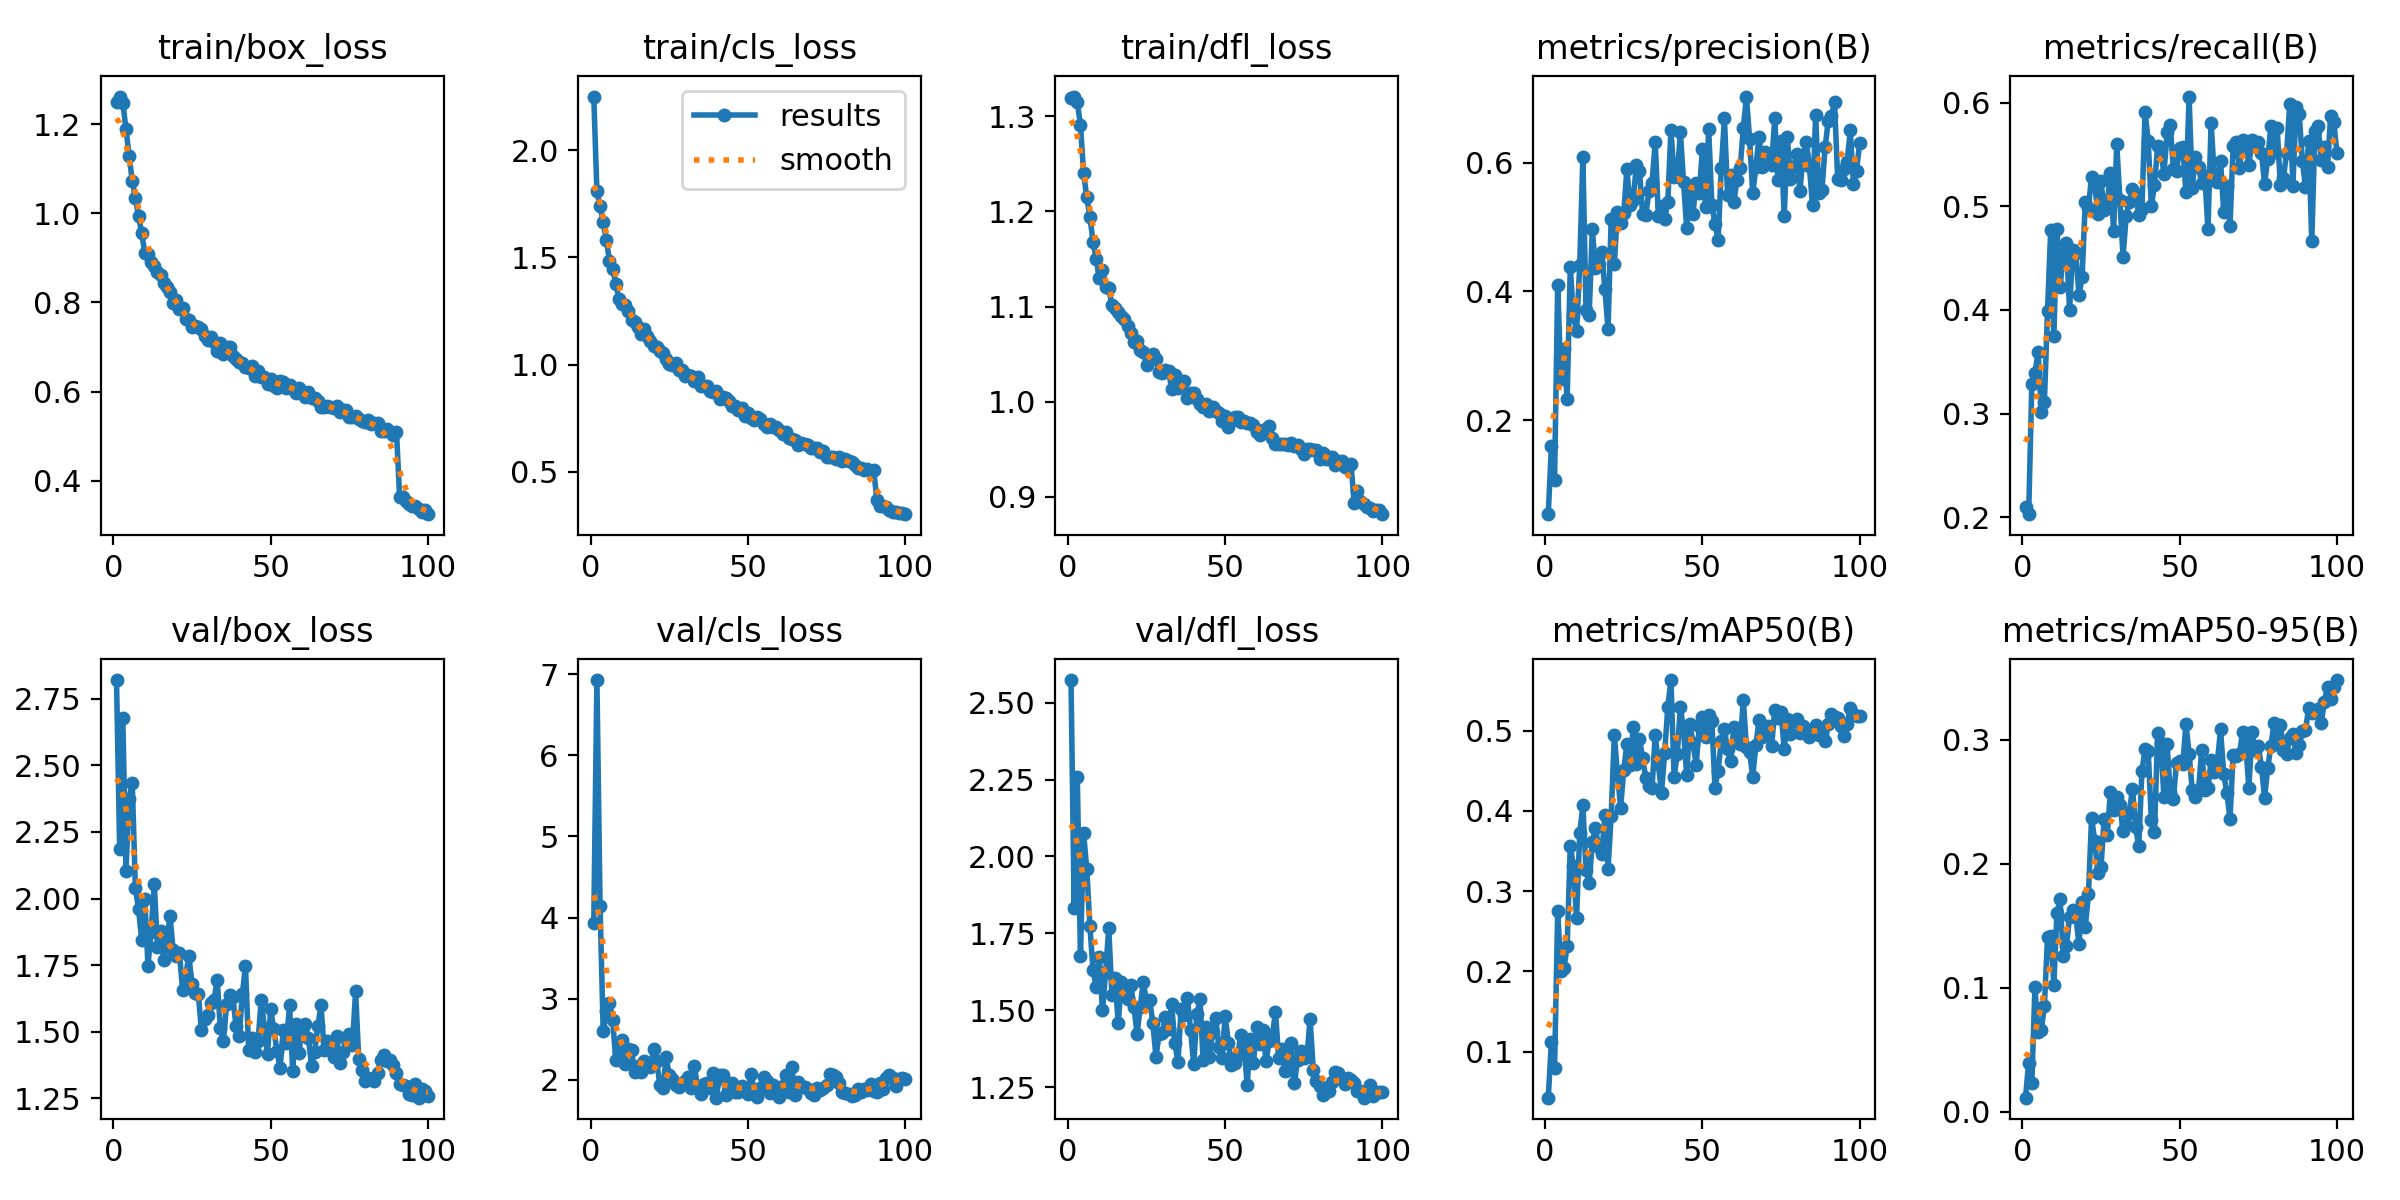 train/box_loss
train/cls_loss
train/dfl_loss
metrics/precision(B)
metrics/recall(B)
results
smooth
1.2
1.0
0.8
0.6
0.4
0 50 100
2.0
1.5
1.0
0.5
0 50 100
1.3
1.2
1.1
1.0
0.9
0 50 100
0.6
0.4
0.2
0 50 100
0.6
0.5
0.4
0.3
0.2
0 50 100
val/box_loss
val/cls_loss
val/dfl_loss
metrics/mAP50(B)
metrics/mAP50-95(B)
2.75
2.50
2.25
2.00
1.75
1.50
1.25
0 50 100
7
6
5
4
3
2
0 50 100
2.50
2.25
2.00
1.75
1.50
1.25
0 50 100
0.5
0.4
0.3
0.2
0.1
0 50 100
0.3
0.2
0.1
0.0
0 50 100